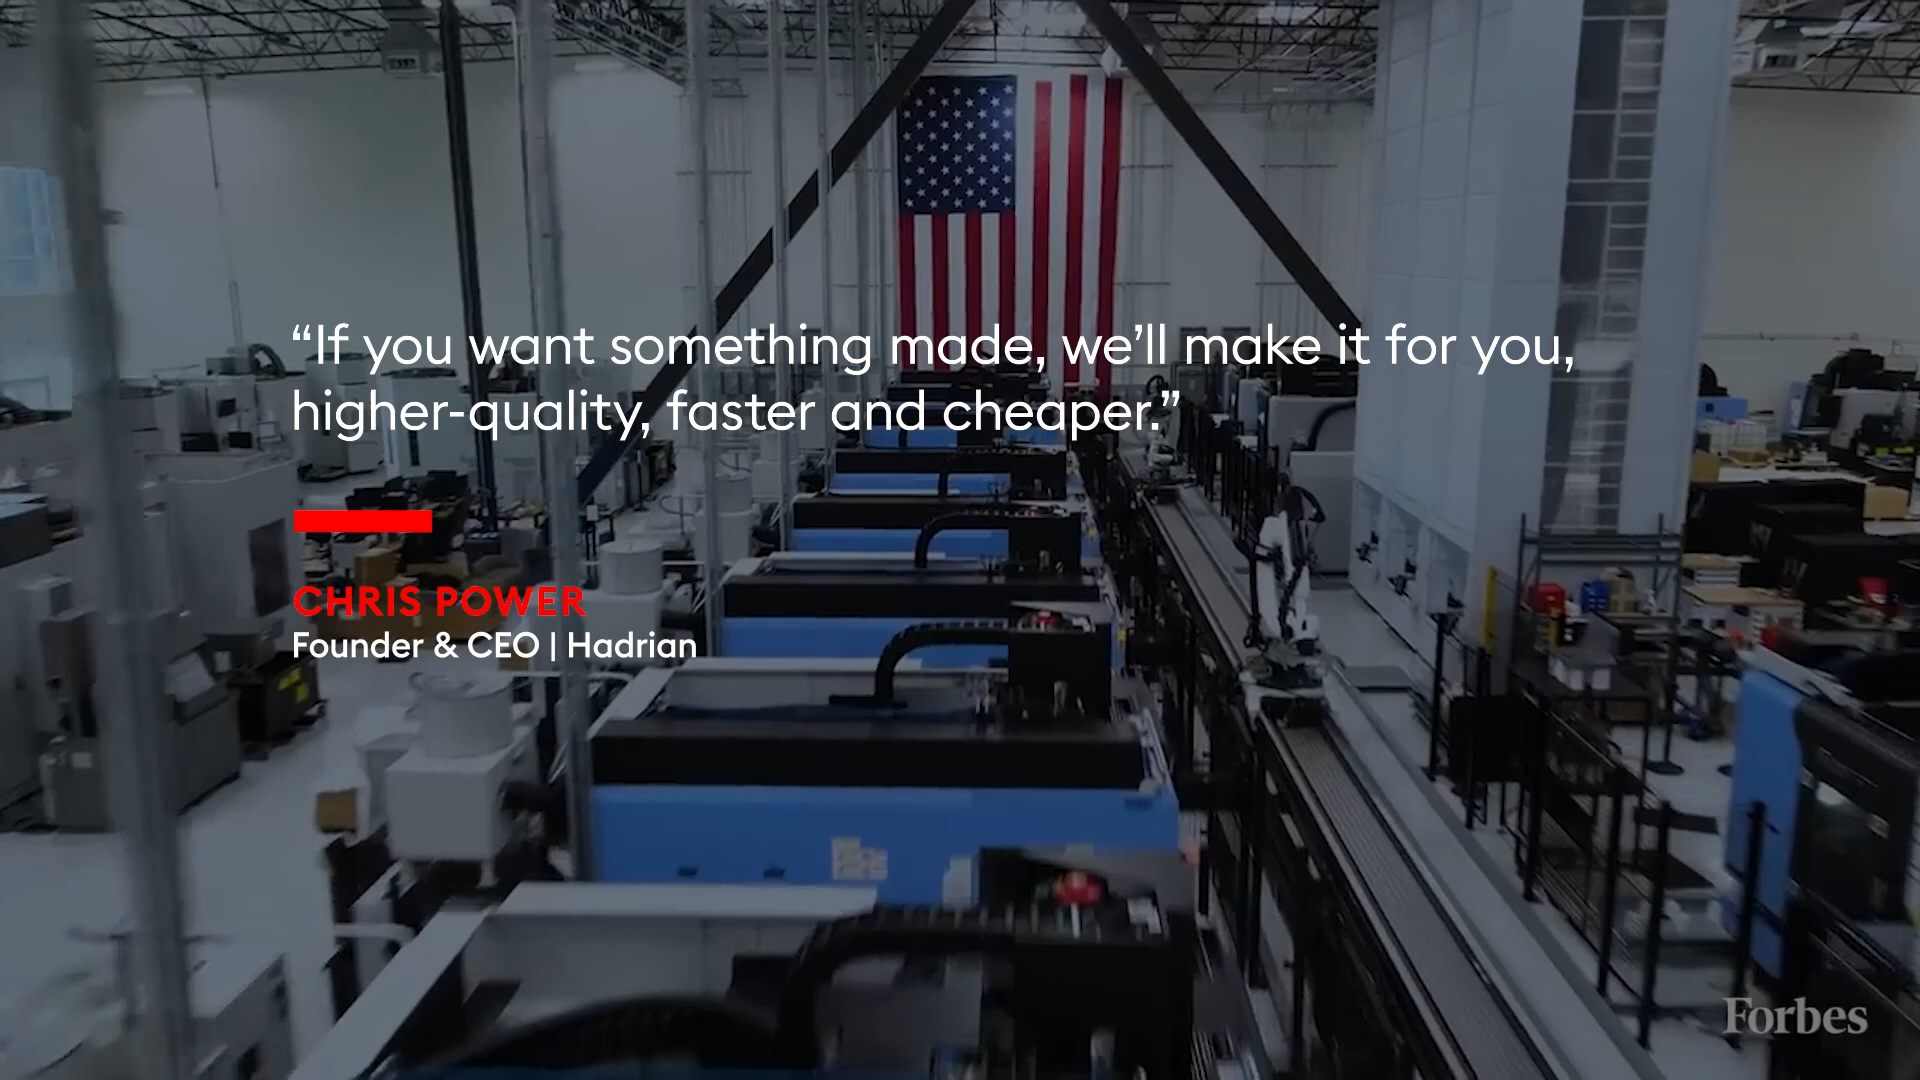 “If you want something made, we’ll make it for you,
higher-quality, faster and cheaper.”
CHRIS POWER
Founder & CEO | Hadrian
Forbes